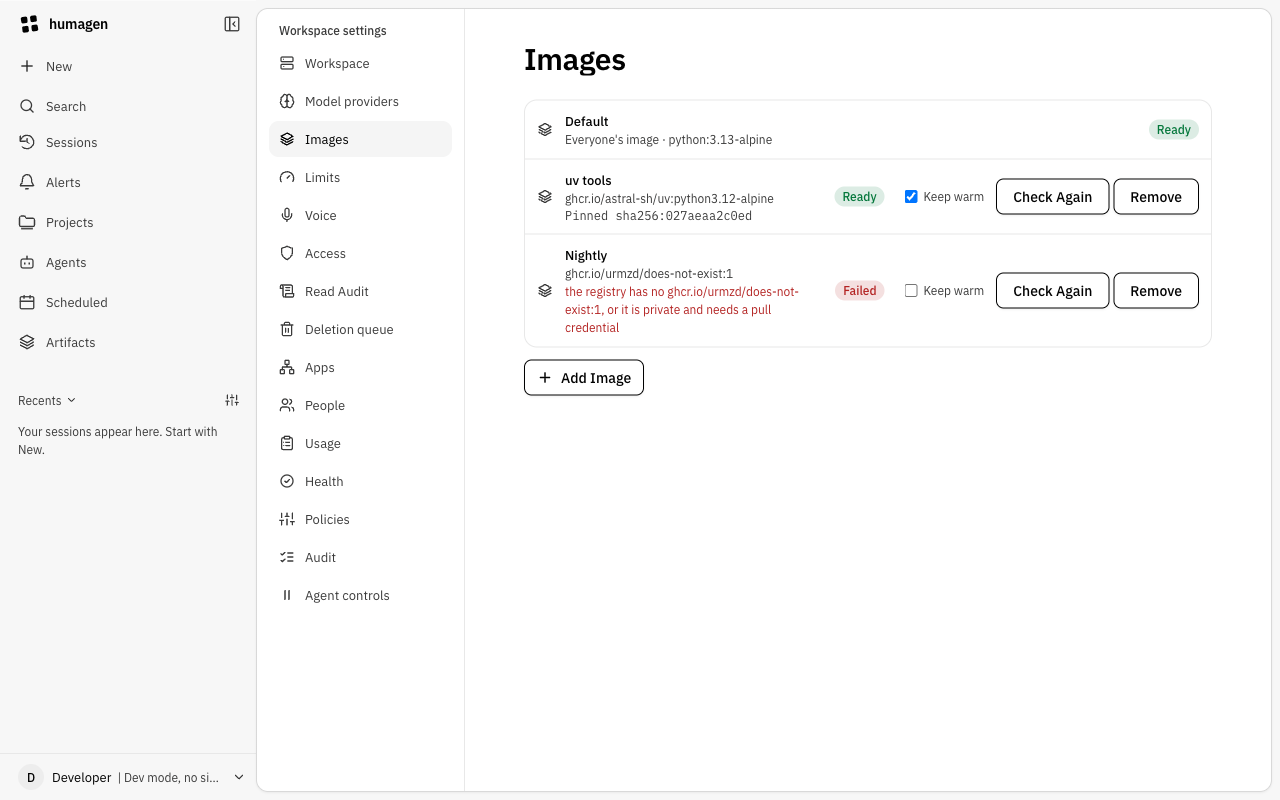 humagen
New
Search
Sessions
Alerts
Projects
Agents
Scheduled
Artifacts
Recents
Your sessions appear here. Start with
New.
D Developer | Dev mode, no si...
Workspace settings
Workspace
Model providers
Images
Limits
Voice
Access
Read Audit
Deletion queue
Apps
People
Usage
Health
Policies
Audit
Agent controls
Images
Default
Everyone's image · python:3.13-alpine
Ready
uv tools
ghcr.io/astral-sh/uv:python3.12-alpine
Pinned sha256:027aeaa2c0ed
Ready Keep warm Check Again Remove
Nightly
ghcr.io/urmzd/does-not-exist:1
the registry has no ghcr.io/urmzd/does-not-
exist:1, or it is private and needs a pull
credential
Failed Keep warm Check Again Remove
Add Image